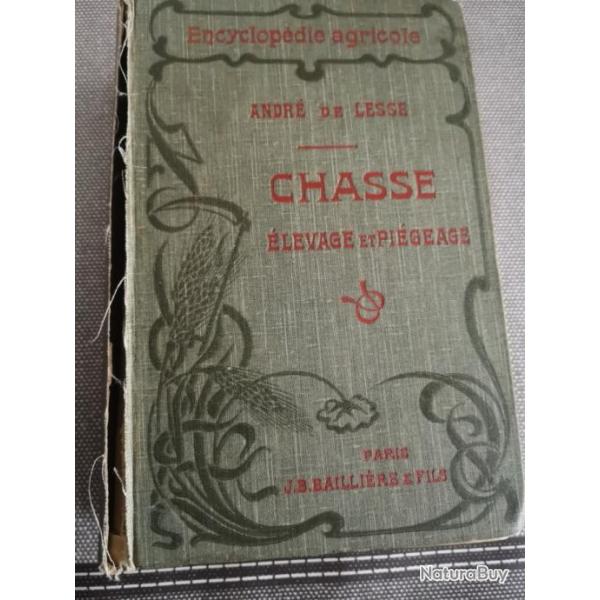 Encyclopédie agricole
ANDRÉ DE LESSE
CHASSE
ÉLEVAGE ET PIÉGEAGE
PARIS
J.B. BAILLIÈRE & FILS
NaturaBuy